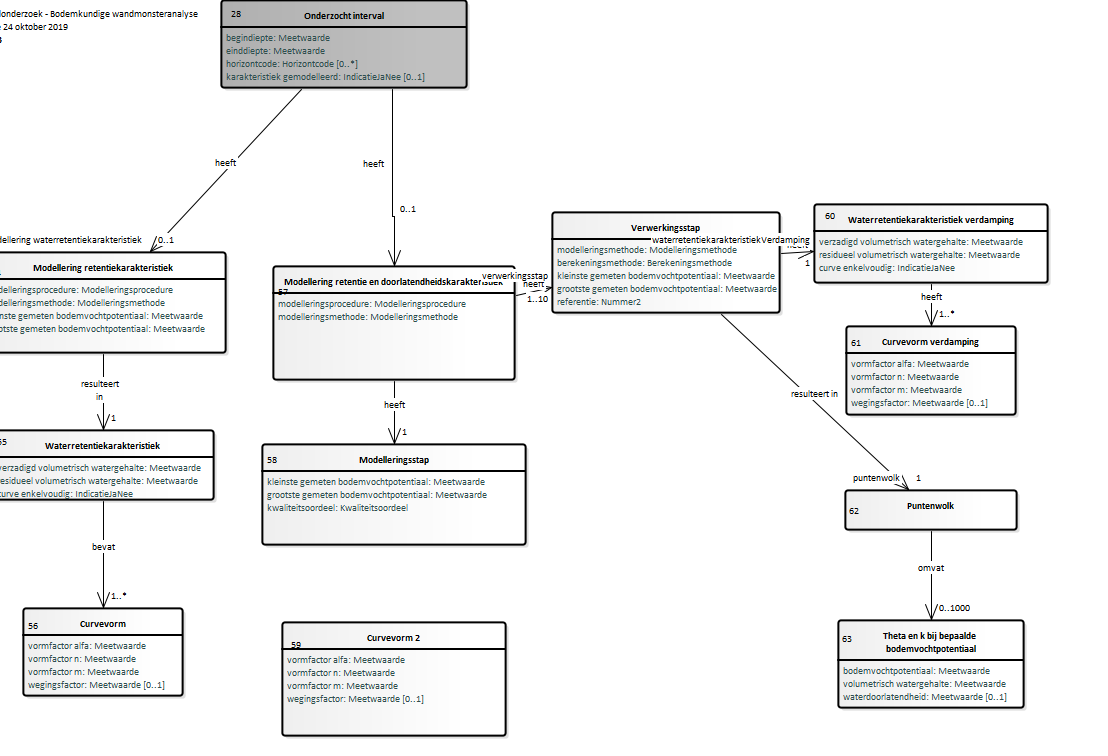 londerzoek - Bodemkundige wandmonsteranalyse
24 oktober 2019
28
Onderzocht interval
begindiepte: Meetwaarde
einddiepte: Meetwaarde
horizontcode: Horizontcode [0..*]
karakteristiek gemodelleerd: IndicatieJaNee [0..1]
heeft
heeft
0..1
dellering waterretentiekarakteristiek
0..1
Modellering retentiekarakteristiek
delleringsprocedure: Modelleringsprocedure
delleringsmethode: Modelleringsmethode
nste gemeten bodemvochtpotentiaal: Meetwaarde
otste gemeten bodemvochtpotentiaal: Meetwaarde
57
Modellering retentie en doorlatendheidskarakteristiek
modelleringsprocedure: Modelleringsprocedure
modelleringsmethode: Modelleringsmethode
verwerkingsstap
heeft
1..10
Verwerkingsstap
modelleringsmethode: Modelleringsmethode
berekeningsmethode: Berekeningsmethode
kleinste gemeten bodemvochtpotentiaal: Meetwaarde
grootste gemeten bodemvochtpotentiaal: Meetwaarde
referentie: Nummer2
waterretentiekarakteristiekVerdamping
heeft
1
60
Waterretentiekarakteristiek verdamping
verzadigd volumetrisch watergehalte: Meetwaarde
residueel volumetrisch watergehalte: Meetwaarde
curve enkelvoudig: IndicatieJaNee
heeft
1..*
61
Curvevorm verdamping
vormfactor alfa: Meetwaarde
vormfactor n: Meetwaarde
vormfactor m: Meetwaarde
wegingsfactor: Meetwaarde [0..1]
resulteert
in
1
heeft
1
resulteert in
55
Waterretentiekarakteristiek
verzadigd volumetrisch watergehalte: Meetwaarde
residueel volumetrisch watergehalte: Meetwaarde
curve enkelvoudig: IndicatieJaNee
58
Modelleringsstap
kleinste gemeten bodemvochtpotentiaal: Meetwaarde
grootste gemeten bodemvochtpotentiaal: Meetwaarde
kwaliteitsoordeel: Kwaliteitsoordeel
puntenwolk
1
62
Puntenwolk
bevat
1..*
omvat
0..1000
56
Curvevorm
vormfactor alfa: Meetwaarde
vormfactor n: Meetwaarde
vormfactor m: Meetwaarde
wegingsfactor: Meetwaarde [0..1]
59
Curvevorm 2
vormfactor alfa: Meetwaarde
vormfactor n: Meetwaarde
vormfactor m: Meetwaarde
wegingsfactor: Meetwaarde [0..1]
63
Theta en k bij bepaalde
bodemvochtpotentiaal
bodemvochtpotentiaal: Meetwaarde
volumetrisch watergehalte: Meetwaarde
waterdoorlatendheid: Meetwaarde [0..1]